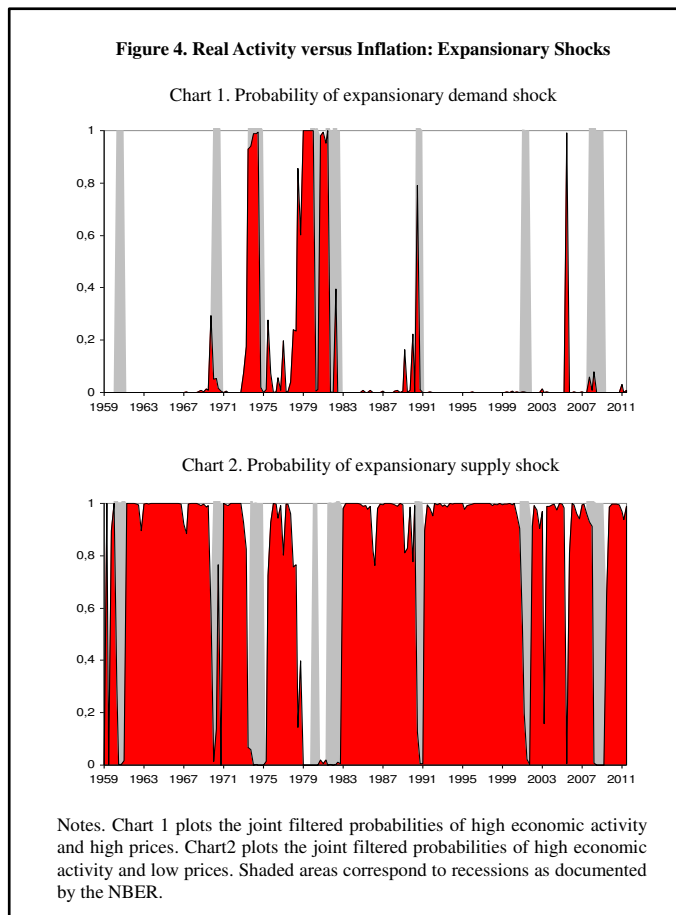 Figure 4. Real Activity versus Inflation: Expansionary Shocks
Chart 1. Probability of expansionary demand shock
1
0,8
0,6
0,4
0,2
0
1959 1963 1967 1971 1975 1979 1983 1987 1991 1995 1999 2003 2007 2011
Chart 2. Probability of expansionary supply shock
1
0,8
0,6
0,4
0,2
0
1959 1963 1967 1971 1975 1979 1983 1987 1991 1995 1999 2003 2007 2011
Notes. Chart 1 plots the joint filtered probabilities of high economic activity
and high prices. Chart2 plots the joint filtered probabilities of high economic
activity and low prices. Shaded areas correspond to recessions as documented
by the NBER.